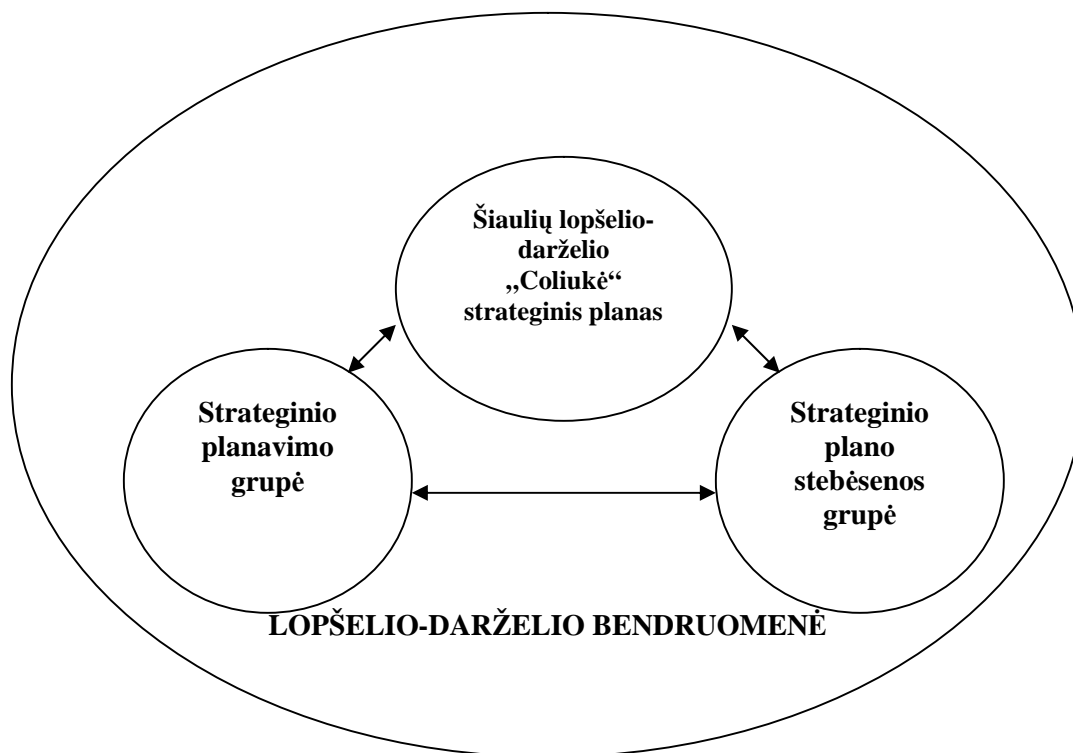 Šiaulių lopšelio-
darželio
„Coliukė“
strateginis planas
Strateginio
planavimo
grupė
Strateginio
plano
stebėsenos
grupė
LOPŠELIO-DARŽELIO BENDRUOMENĖ